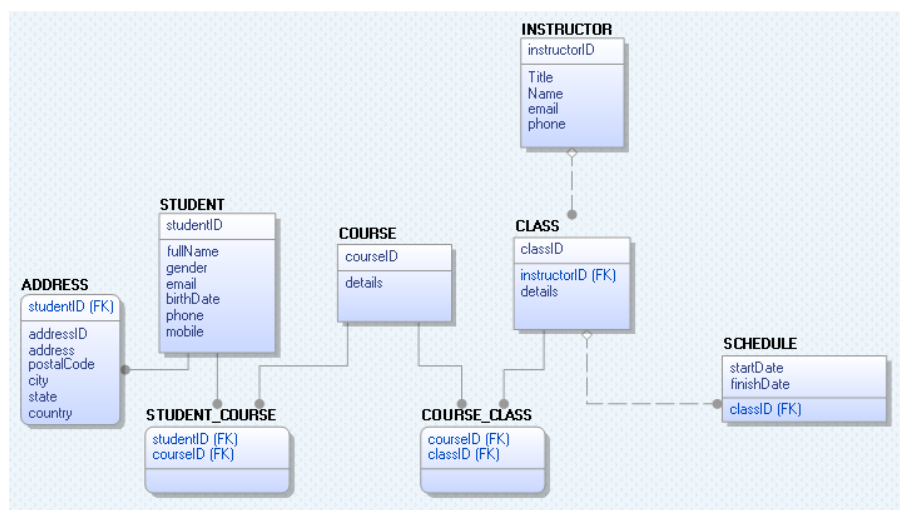 INSTRUCTOR
instructorID
Title
Name
email
phone
STUDENT
studentID
fullName
gender
email
birthDate
phone
mobile
COURSE
courseID
details
CLASS
classID
instructorID (FK)
details
ADDRESS
studentID (FK)
addressID
address
postalCode
city
state
country
SCHEDULE
startDate
finishDate
classID (FK)
STUDENT_COURSE
studentID (FK)
courseID (FK)
COURSE_CLASS
courseID (FK)
classID (FK)